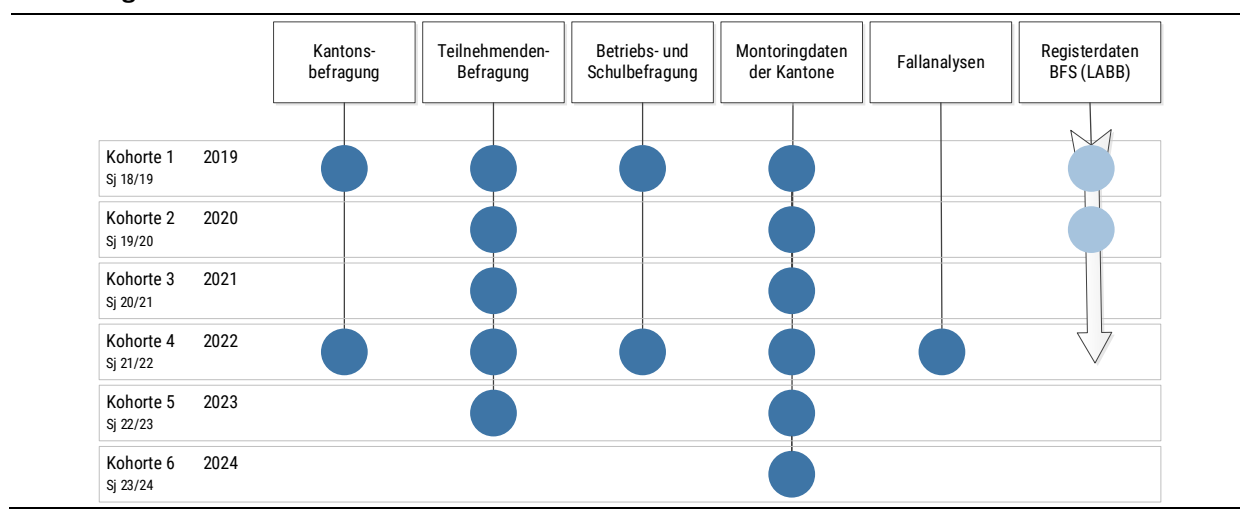 Kantons-
befragung
Teilnehmenden-
Befragung
Betriebs- und
Schulbefragung
Montoringdaten
der Kantone
Fallanalysen
Registerdaten
BFS (LABB)
Kohorte 1 2019
Sj 18/19
Kohorte 2 2020
Sj 19/20
Kohorte 3 2021
Sj 20/21
Kohorte 4 2022
Sj 21/22
Kohorte 5 2023
Sj 22/23
Kohorte 6 2024
Sj 23/24